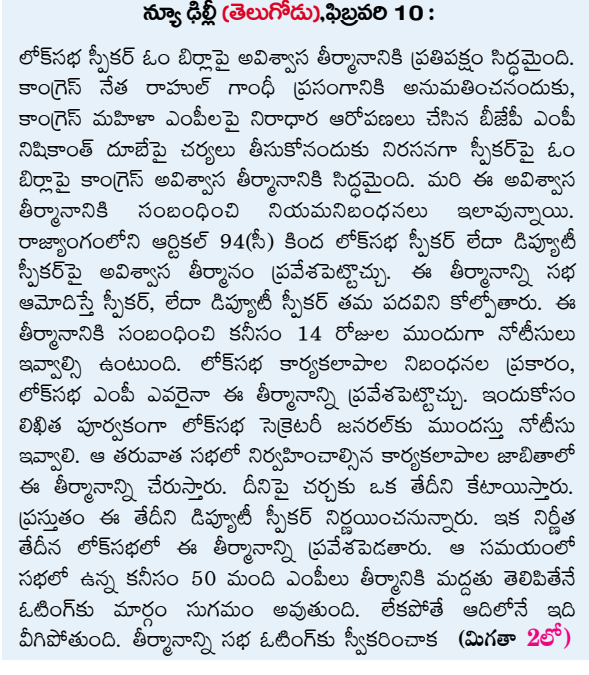 న్యూ ఢిల్లీ (తెలుగోడు),ఫిబ్రవరి 10 :
లోక్‌సభ స్పీకర్ ఓం బిర్లాపై అవిశ్వాస తీర్మానానికి ప్రతిపక్షం సిద్ధమైంది.
కాంగ్రెస్ నేత రాహుల్ గాంధీ ప్రసంగానికి అనుమతించనందుకు,
కాంగ్రెస్ మహిళా ఎంపీలపై నిరాధార ఆరోపణలు చేసిన బీజేపీ ఎంపీ
నిషికాంత్ దూబేపై చర్యలు తీసుకోనందుకు నిరసనగా స్పీకర్‌పై ఓం
బిర్లాపై కాంగ్రెస్ అవిశ్వాస తీర్మానానికి సిద్ధమైంది. మరి ఈ అవిశ్వాస
తీర్మానానికి సంబంధించి నియమనిబంధనలు ఇలావున్నాయి.
రాజ్యాంగంలోని ఆర్టికల్ 94(సీ) కింద లోక్‌సభ స్పీకర్ లేదా డిప్యూటీ
స్పీకర్‌పై అవిశ్వాస తీర్మానం ప్రవేశపెట్టొచ్చు. ఈ తీర్మానాన్ని సభ
ఆమోదిస్తే స్పీకర్, లేదా డిప్యూటీ స్పీకర్ తమ పదవిని కోల్పోతారు. ఈ
తీర్మానానికి సంబంధించి కనీసం 14 రోజుల ముందుగా నోటీసులు
ఇవ్వాల్సి ఉంటుంది. లోక్‌సభ కార్యకలాపాల నిబంధనల ప్రకారం,
లోక్‌సభ ఎంపీ ఎవరైనా ఈ తీర్మానాన్ని ప్రవేశపెట్టొచ్చు. ఇందుకోసం
లిఖిత పూర్వకంగా లోక్‌సభ సెక్రెటరీ జనరల్‌కు ముందస్తు నోటీసు
ఇవ్వాలి. ఆ తరువాత సభలో నిర్వహించాల్సిన కార్యకలాపాల జాబితాలో
ఈ తీర్మానాన్ని చేరుస్తారు. దీనిపై చర్చకు ఒక తేదీని కేటాయిస్తారు.
ప్రస్తుతం ఈ తేదీని డిప్యూటీ స్పీకర్ నిర్ణయించనున్నారు. ఇక నిర్ణీత
తేదీన లోక్‌సభలో ఈ తీర్మానాన్ని ప్రవేశపెడతారు. ఆ సమయంలో
సభలో ఉన్న కనీసం 50 మంది ఎంపీలు తీర్మానికి మద్దతు తెలిపితేనే
ఓటింగ్‌కు మార్గం సుగమం అవుతుంది. లేకపోతే ఆదిలోనే ఇది
వీగిపోతుంది. తీర్మానాన్ని సభ ఓటింగ్‌కు స్వీకరించాక (మిగతా 2లో)